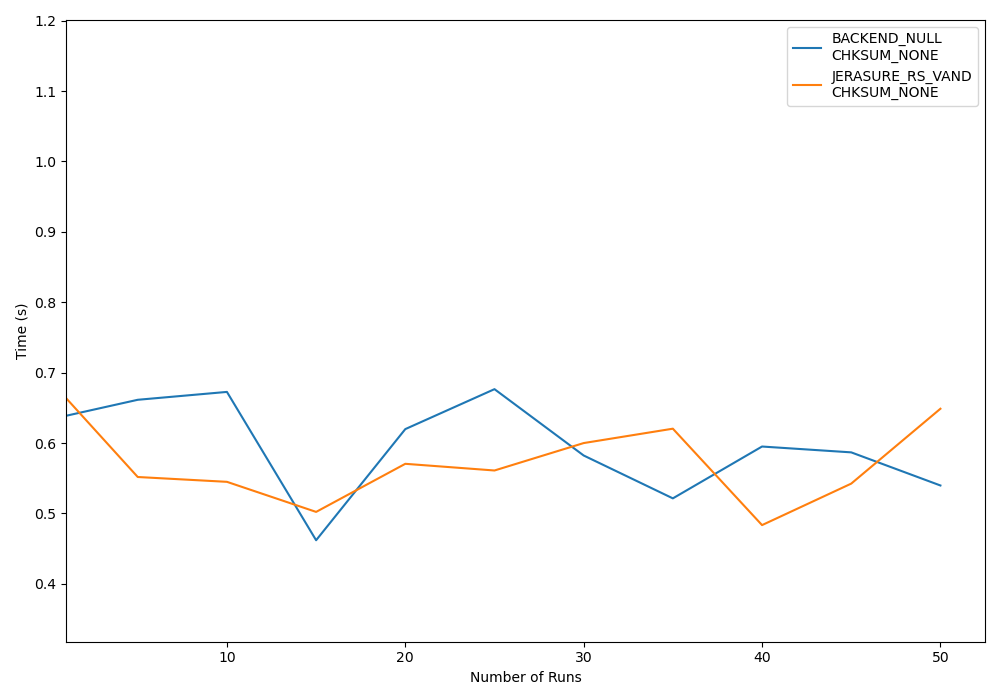 1.2
1.1
1.0
0.9
0.8
0.7
0.6
0.5
0.4
Time (s)
BACKEND_NULL
CHKSUM_NONE
JERASURE_RS_VAND
CHKSUM_NONE
10 20 30 40 50
Number of Runs